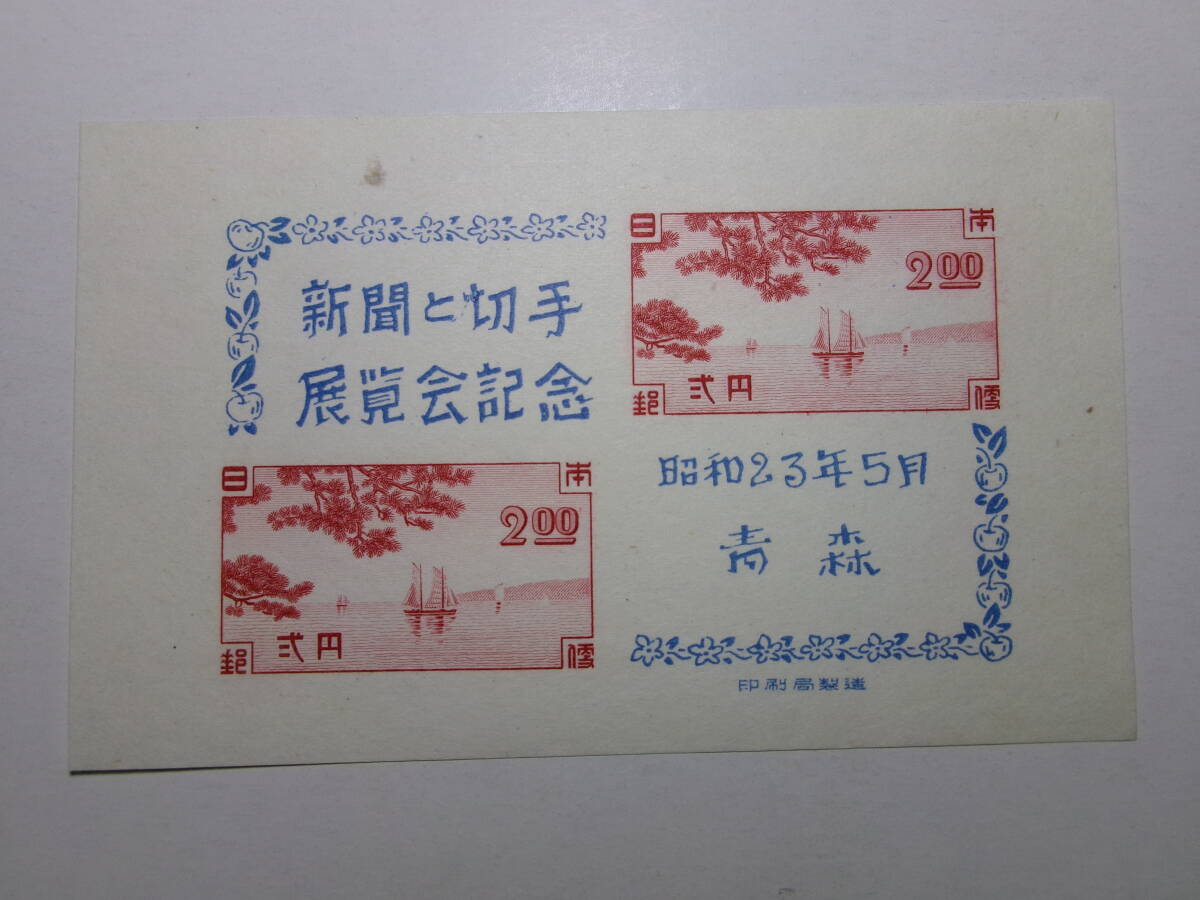 新聞と切手
展覧会記念
日本
2.00
弐円
郵便
昭和23年5月
青森
日本
2.00
弐円
郵便
印刷局製造